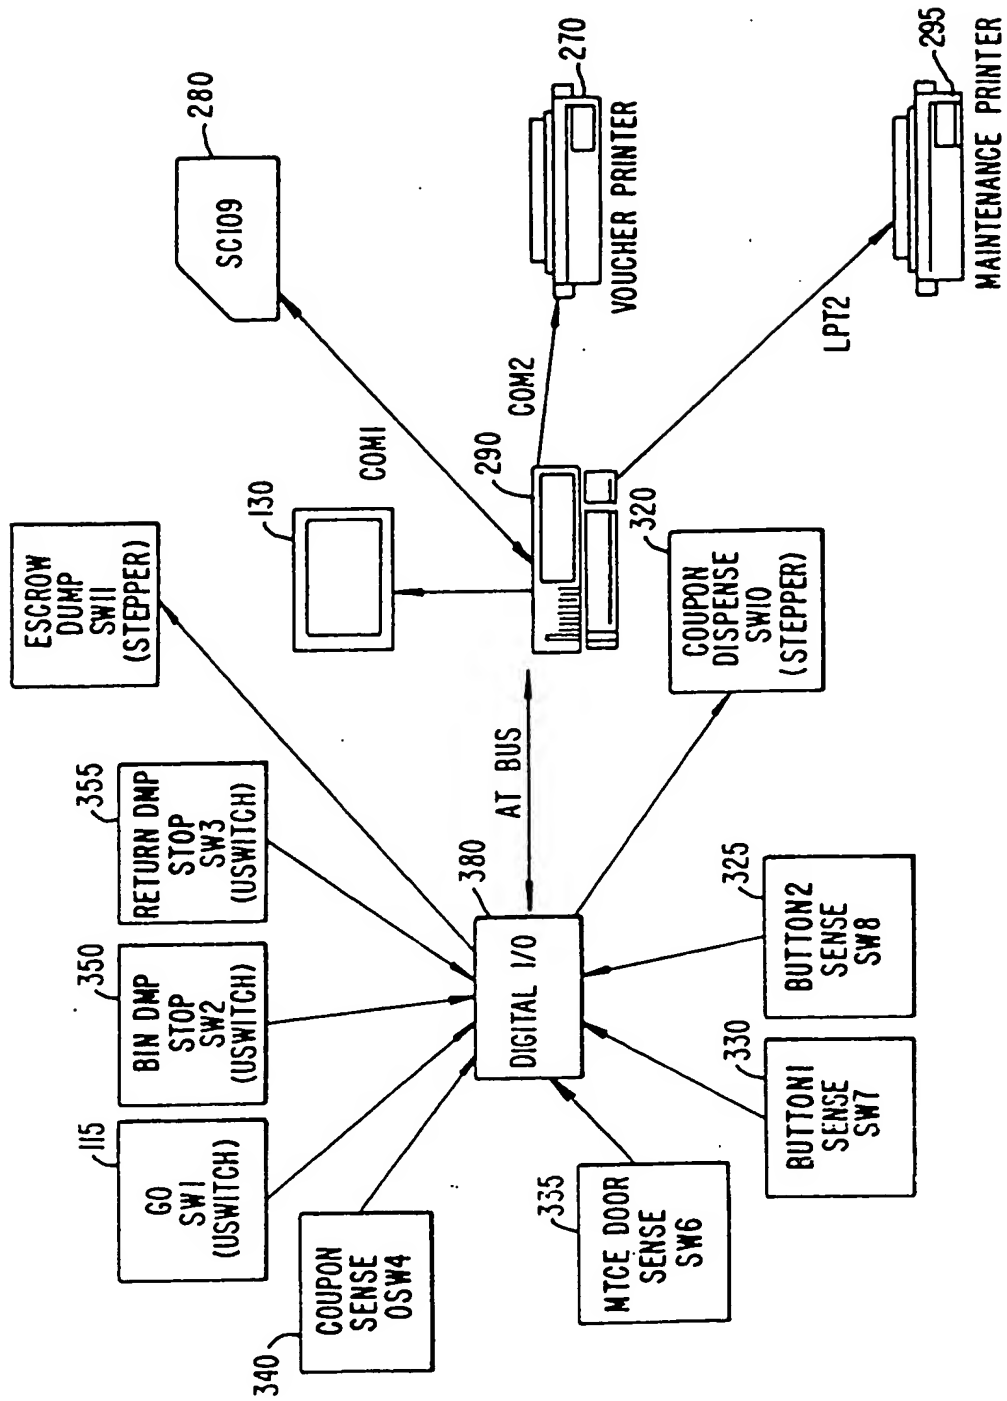 115
GO
SW1
(USWITCH)
350
BIN DMP
STOP
SW2
(USWITCH)
355
RETURN DMP
STOP
SW3
(USWITCH)
ESCROW
DUMP
SW11
(STEPPER)
280
SC109
130
COM1
340
COUPON
SENSE
OSW4
380
DIGITAL I/O
AT BUS
290
COM2
270
VOUCHER PRINTER
LPT2
295
MAINTENANCE PRINTER
335
MTCE DOOR
SENSE
SW6
330
BUTTON1
SENSE
SW7
325
BUTTON2
SENSE
SW8
320
COUPON
DISPENSE
SW10
(STEPPER)